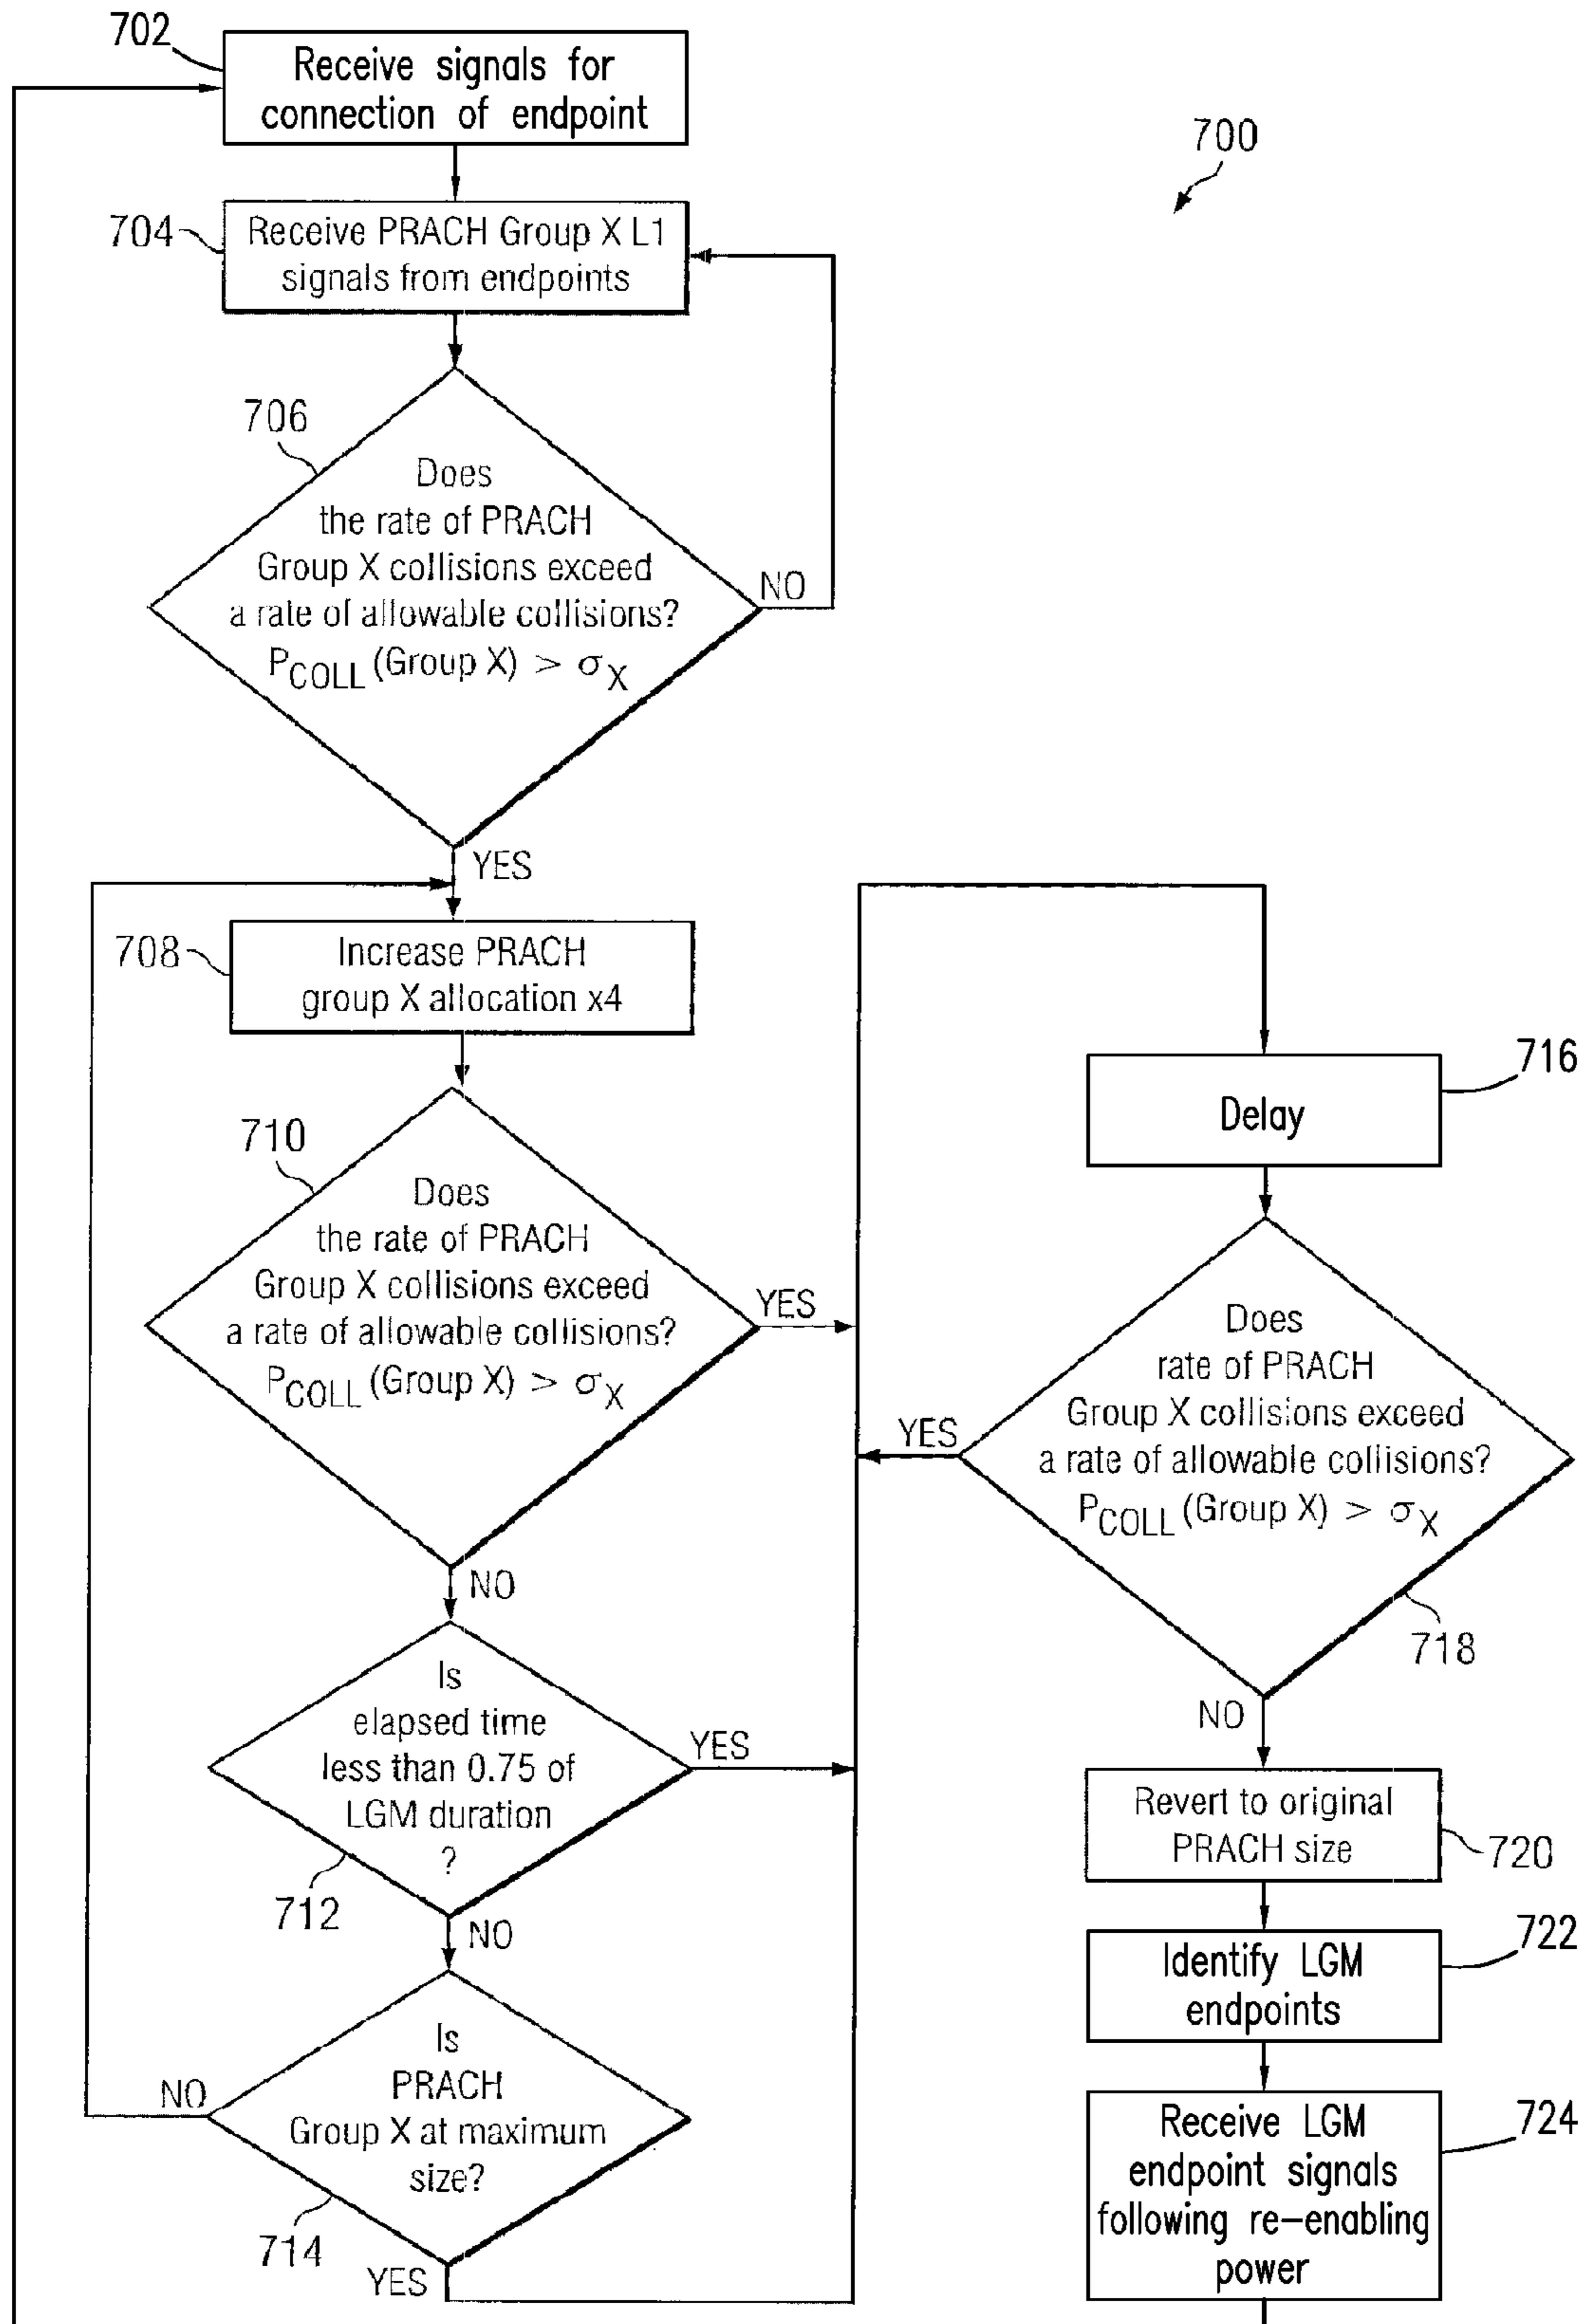 702
Receive signals for
connection of endpoint
700
704
Receive PRACH Group X L1
signals from endpoints
706
Does
the rate of PRACH
Group X collisions exceed
a rate of allowable collisions?
PCOLL (Group X) > σX
NO
YES
708
Increase PRACH
group X allocation x4
710
Does
the rate of PRACH
Group X collisions exceed
a rate of allowable collisions?
PCOLL (Group X) > σX
YES
NO
Is
elapsed time
less than 0.75 of
LGM duration
?
YES
712
NO
Is
PRACH
Group X at maximum
size?
NO
714
YES
716
Delay
Does
rate of PRACH
Group X collisions exceed
a rate of allowable collisions?
PCOLL (Group X) > σX
YES
718
NO
Revert to original
PRACH size
720
722
Identify LGM
endpoints
724
Receive LGM
endpoint signals
following re-enabling
power